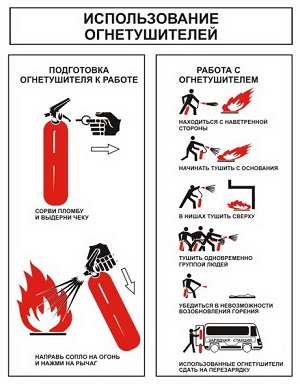 ИСПОЛЬЗОВАНИЕ
ОГНЕТУШИТЕЛЕЙ
ПОДГОТОВКА
ОГНЕТУШИТЕЛЯ К РАБОТЕ
СОРВИ ПЛОМБУ
И ВЫДЕРНИ ЧЕКУ
НАПРАВЬ СОПЛО НА ОГОНЬ
И НАЖМИ НА РЫЧАГ
РАБОТА С
ОГНЕТУШИТЕЛЕМ
НАХОДИТЬСЯ С НАВЕТРЕННОЙ
СТОРОНЫ
НАЧИНАТЬ ТУШИТЬ С ОСНОВАНИЯ
В НИШАХ ТУШИТЬ СВЕРХУ
ТУШИТЬ ОДНОВРЕМЕННО
ГРУППОЙ ЛЮДЕЙ
УБЕДИТЬСЯ В НЕВОЗМОЖНОСТИ
ВОЗОБНОВЛЕНИЯ ГОРЕНИЯ
ЗАРЯДНАЯ СТАНЦИЯ
ИСПОЛЬЗОВАННЫЕ ОГНЕТУШИТЕЛИ
СДАТЬ НА ПЕРЕЗАРЯДКУ